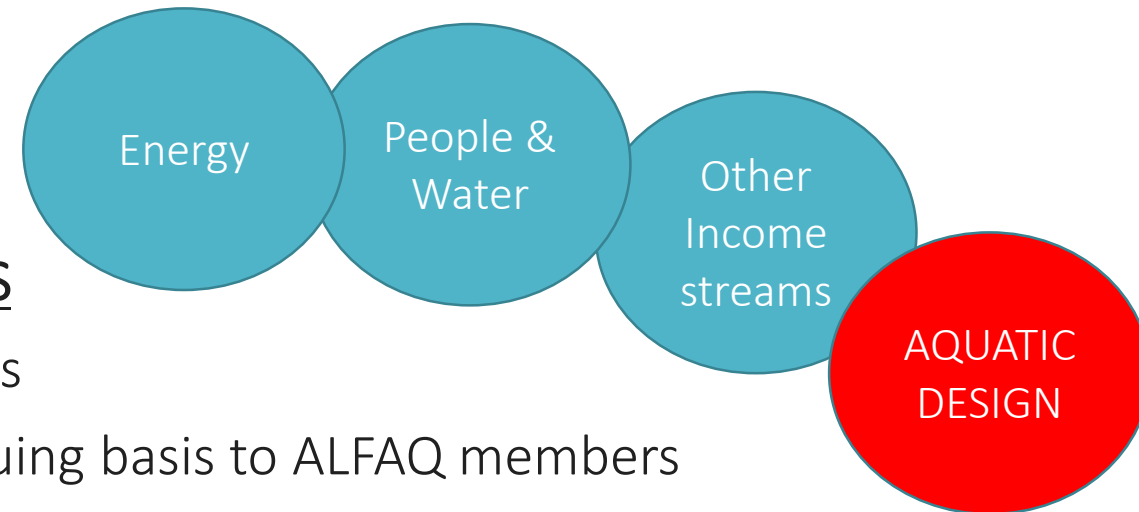 Energy
People &
Water
Other
Income
streams
AQUATIC
DESIGN
s
s
uing basis to ALFAQ members